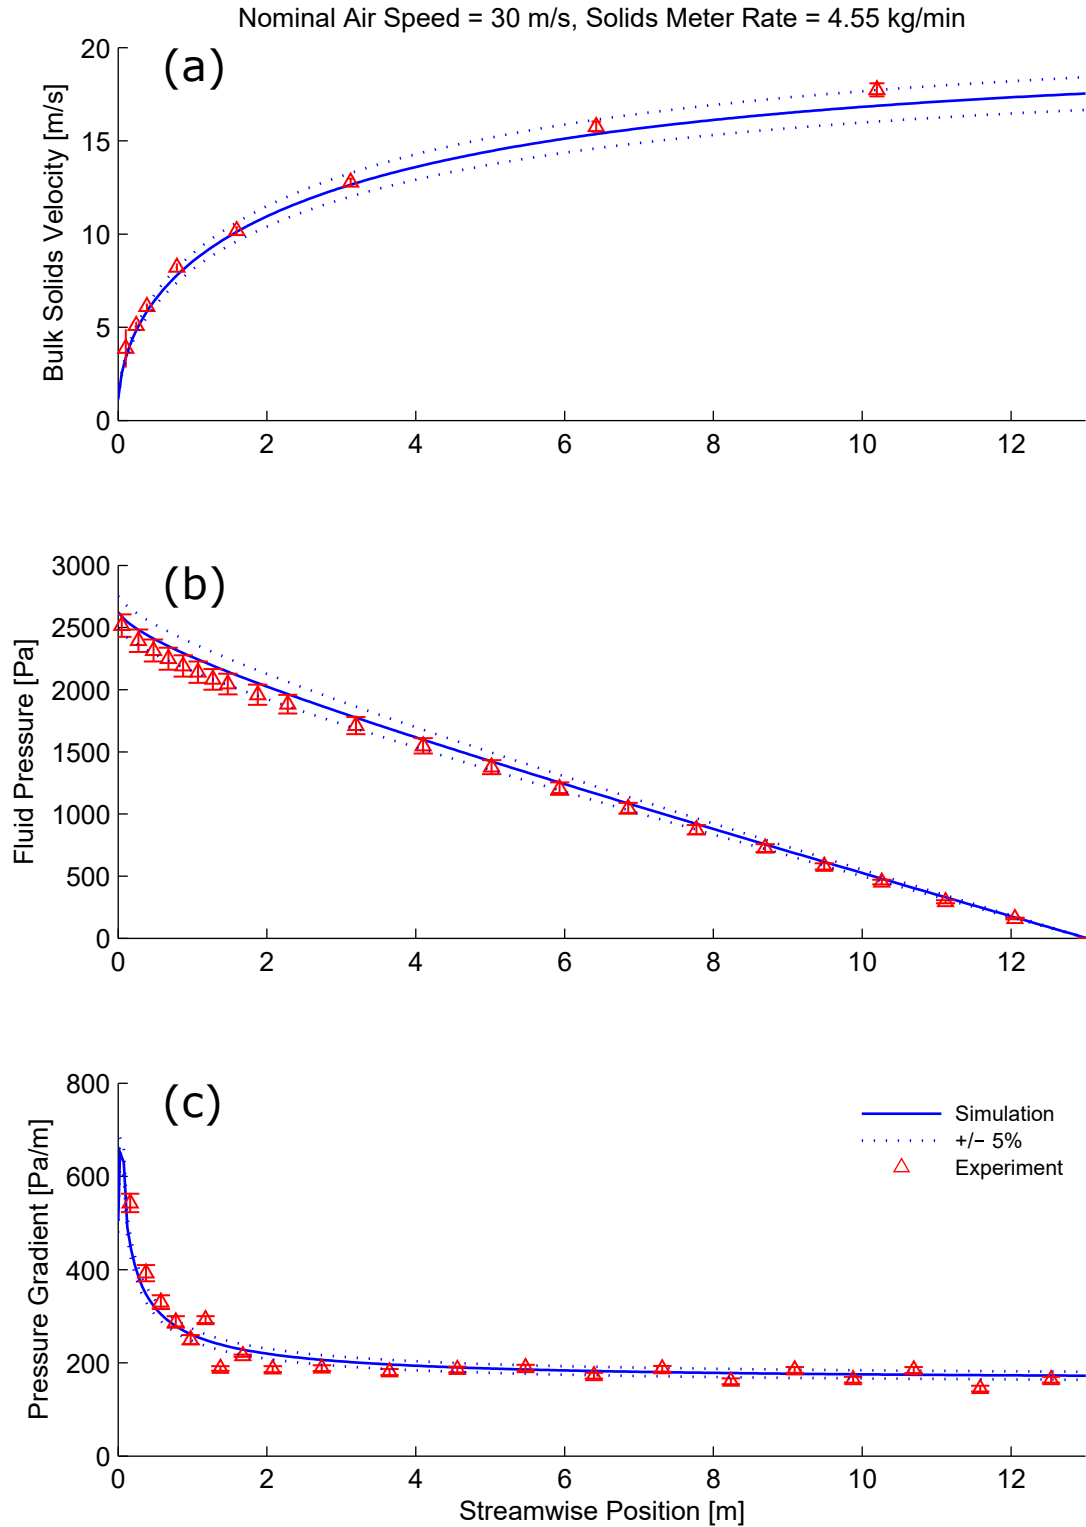 Nominal Air Speed = 30 m/s, Solids Meter Rate = 4.55 kg/min
(a)
Bulk Solids Velocity [m/s]
20
15
10
5
0
0 2 4 6 8 10 12
(b)
Fluid Pressure [Pa]
3000
2500
2000
1500
1000
500
0
0 2 4 6 8 10 12
(c)
Pressure Gradient [Pa/m]
800
600
400
200
0
Simulation
+/− 5%
Experiment
0 2 4 6 8 10 12
Streamwise Position [m]